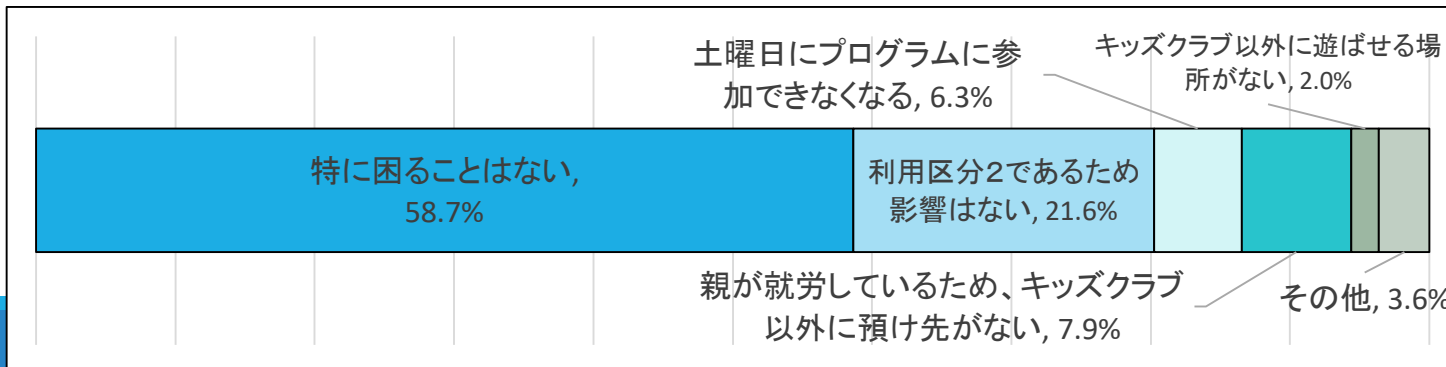 土曜日にプログラムに参
加できなくなる, 6.3%
キッズクラブ以外に遊ばせる場
所がない, 2.0%
特に困ることはない,
58.7%
利用区分２であるため
影響はない, 21.6%
親が就労しているため、キッズクラブ
以外に預け先がない, 7.9%
その他, 3.6%